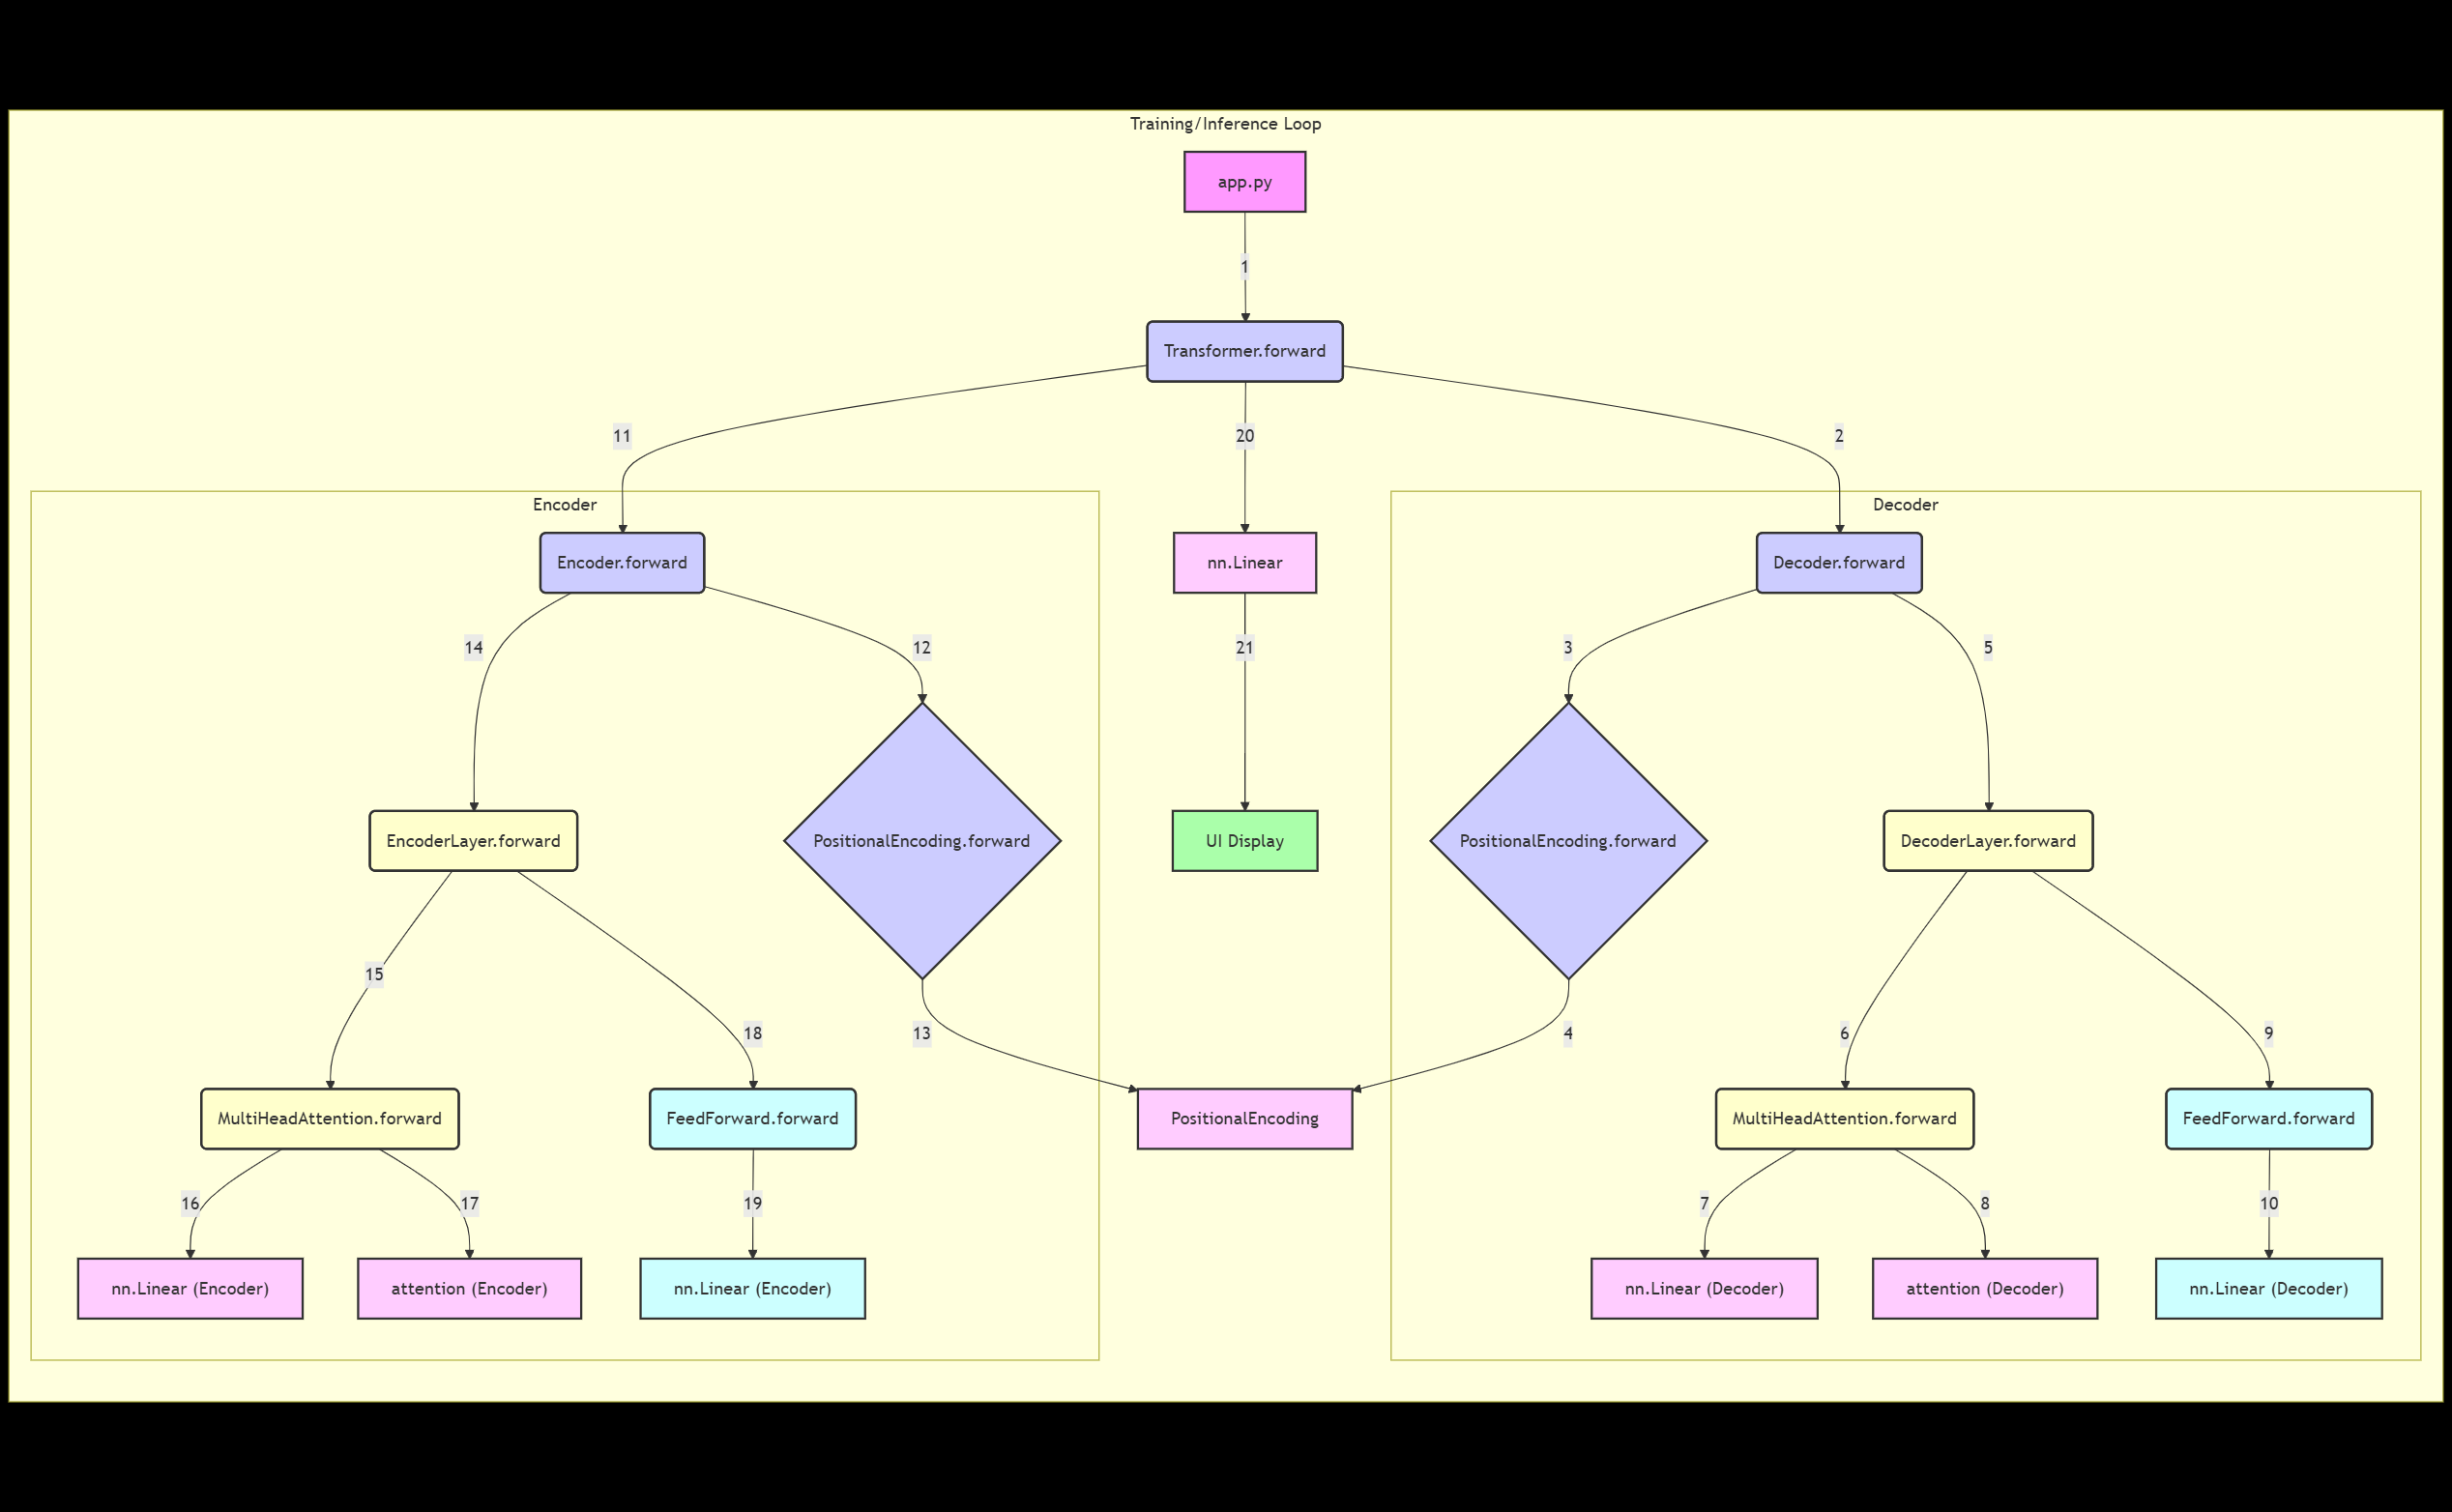 Training/Inference Loop
app.py
1
Transformer.forward
11
20
2
Encoder
Decoder
Encoder.forward
nn.Linear
Decoder.forward
14
12
21
3
5
EncoderLayer.forward
PositionalEncoding.forward
UI Display
PositionalEncoding.forward
DecoderLayer.forward
15
18
13
4
6
9
MultiHeadAttention.forward
FeedForward.forward
PositionalEncoding
MultiHeadAttention.forward
FeedForward.forward
16
17
19
7
8
10
nn.Linear (Encoder)
attention (Encoder)
nn.Linear (Encoder)
nn.Linear (Decoder)
attention (Decoder)
nn.Linear (Decoder)